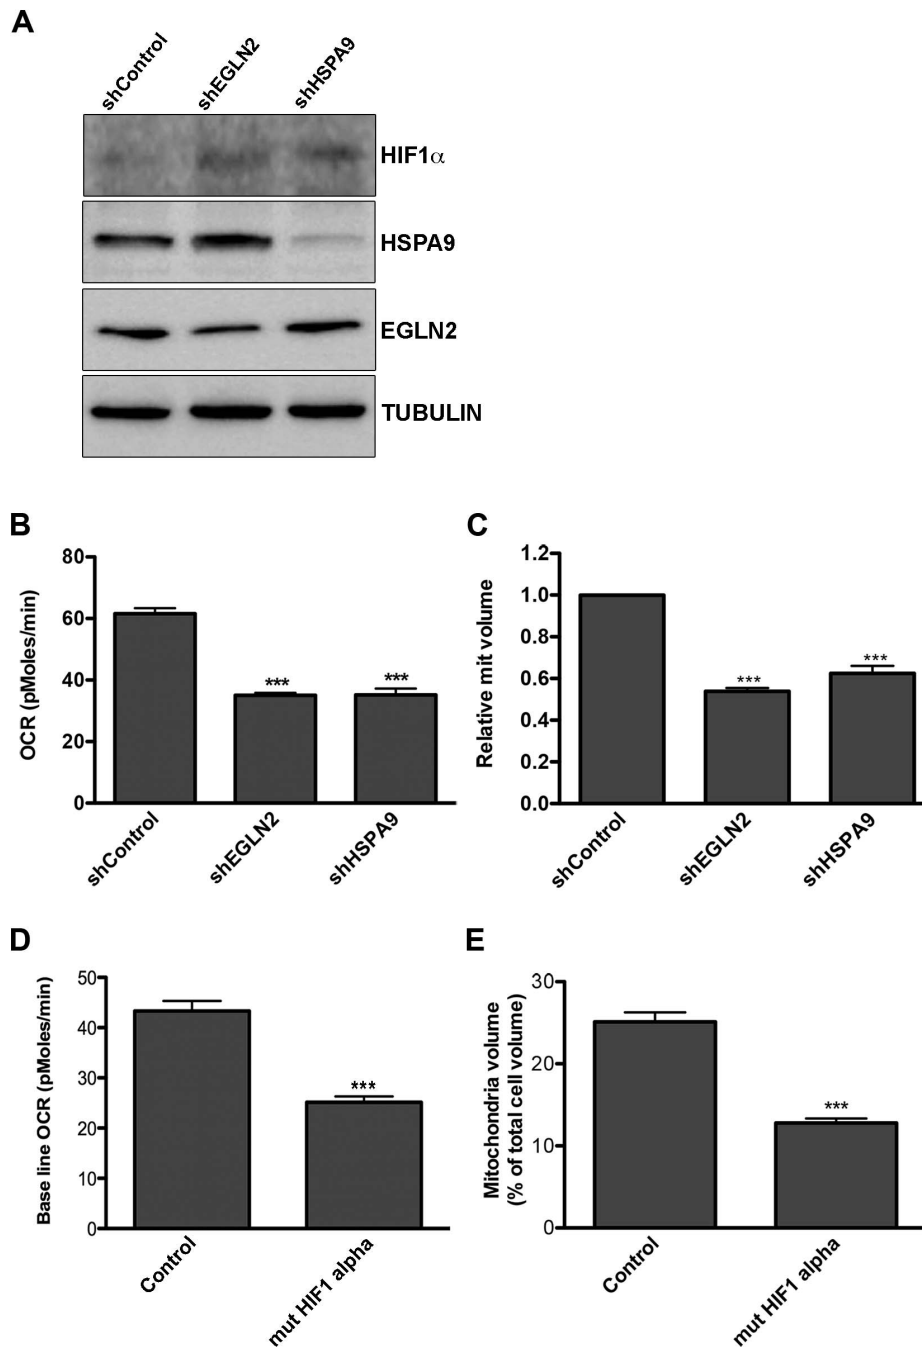 A
shControl
shEGLN2
shHSPA9
HIF1α
HSPA9
EGLN2
TUBULIN
B
OCR (pMoles/min)
80
60
40
20
0
***
***
shControl
shEGLN2
shHSPA9
C
Relative mit volume
1.2
1.0
0.8
0.6
0.4
0.2
0.0
***
***
shControl
shEGLN2
shHSPA9
D
Base line OCR (pMoles/min)
50
40
30
20
10
0
***
Control
mut HIF1 alpha
E
Mitochondria volume
(% of total cell volume)
30
20
10
0
***
Control
mut HIF1 alpha